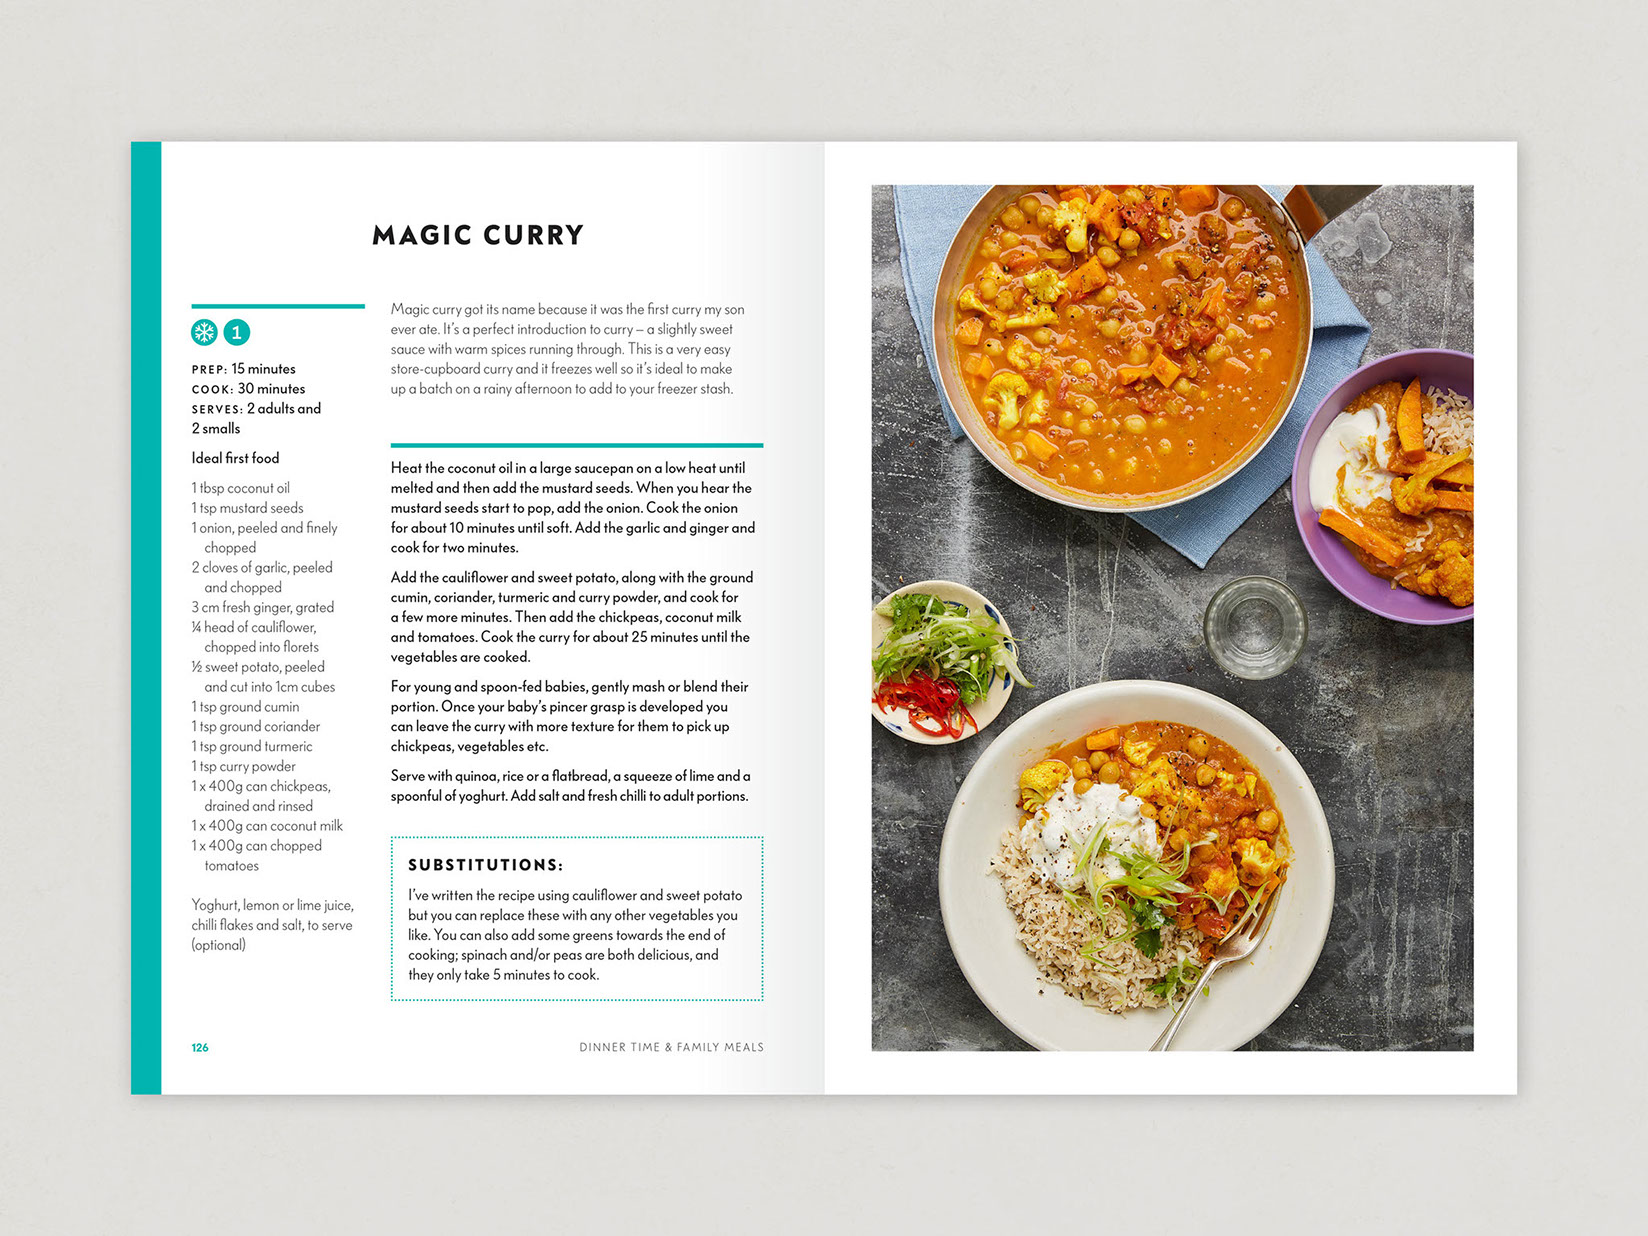 MAGIC CURRY
1
PREP: 15 minutes
COOK: 30 minutes
SERVES: 2 adults and
2 smalls
Ideal first food
1 tbsp coconut oil
1 tsp mustard seeds
1 onion, peeled and finely
chopped
2 cloves of garlic, peeled
and chopped
3 cm fresh ginger, grated
¼ head of cauliflower,
chopped into florets
½ sweet potato, peeled
and cut into 1cm cubes
1 tsp ground cumin
1 tsp ground coriander
1 tsp ground turmeric
1 tsp curry powder
1 x 400g can chickpeas,
drained and rinsed
1 x 400g can coconut milk
1 x 400g can chopped
tomatoes
Yoghurt, lemon or lime juice,
chilli flakes and salt, to serve
(optional)
Magic curry got its name because it was the first curry my son
ever ate. It's a perfect introduction to curry – a slightly sweet
sauce with warm spices running through. This is a very easy
store-cupboard curry and it freezes well so it's ideal to make
up a batch on a rainy afternoon to add to your freezer stash.
Heat the coconut oil in a large saucepan on a low heat until
melted and then add the mustard seeds. When you hear the
mustard seeds start to pop, add the onion. Cook the onion
for about 10 minutes until soft. Add the garlic and ginger and
cook for two minutes.
Add the cauliflower and sweet potato, along with the ground
cumin, coriander, turmeric and curry powder, and cook for
a few more minutes. Then add the chickpeas, coconut milk
and tomatoes. Cook the curry for about 25 minutes until the
vegetables are cooked.
For young and spoon-fed babies, gently mash or blend their
portion. Once your baby's pincer grasp is developed you
can leave the curry with more texture for them to pick up
chickpeas, vegetables etc.
Serve with quinoa, rice or a flatbread, a squeeze of lime and a
spoonful of yoghurt. Add salt and fresh chilli to adult portions.
SUBSTITUTIONS:
I've written the recipe using cauliflower and sweet potato
but you can replace these with any other vegetables you
like. You can also add some greens towards the end of
cooking; spinach and/or peas are both delicious, and
they only take 5 minutes to cook.
126
DINNER TIME & FAMILY MEALS